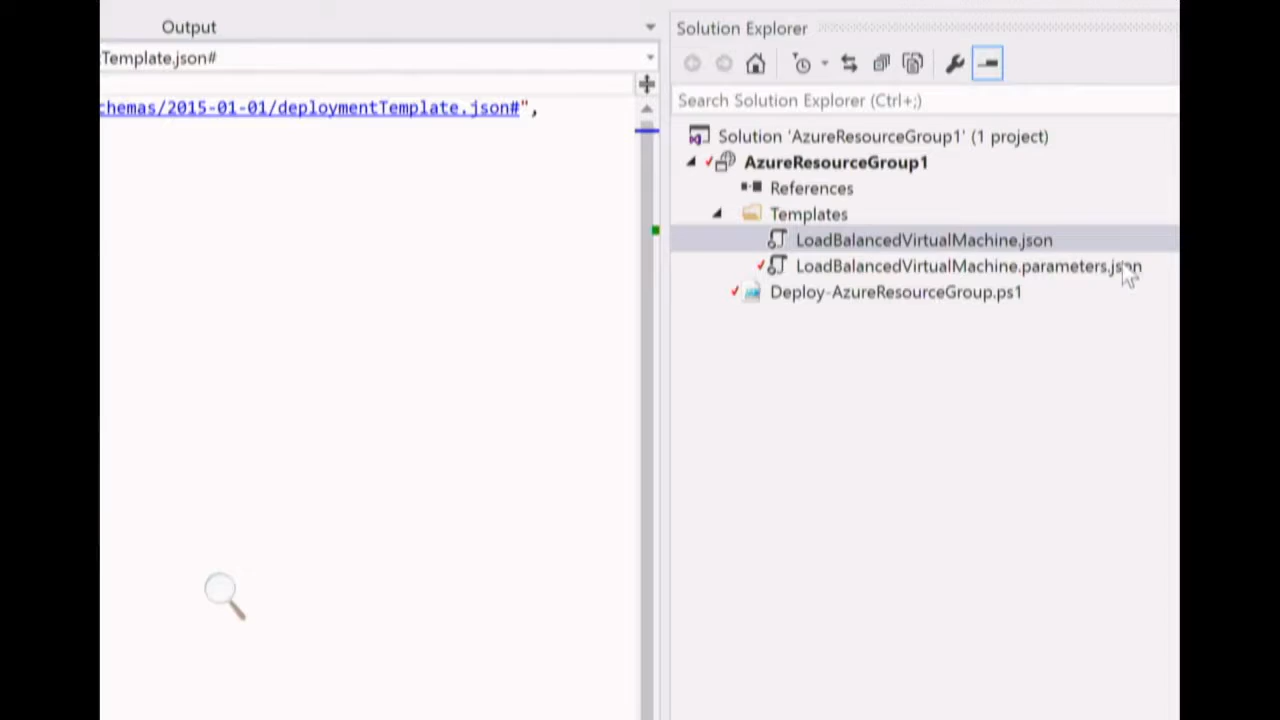 Output
Template.json#
chemas/2015-01-01/deploymentTemplate.json#",
Solution Explorer
Search Solution Explorer (Ctrl+;)
Solution 'AzureResourceGroup1' (1 project)
AzureResourceGroup1
References
Templates
LoadBalancedVirtualMachine.json
LoadBalancedVirtualMachine.parameters.json
Deploy-AzureResourceGroup.ps1